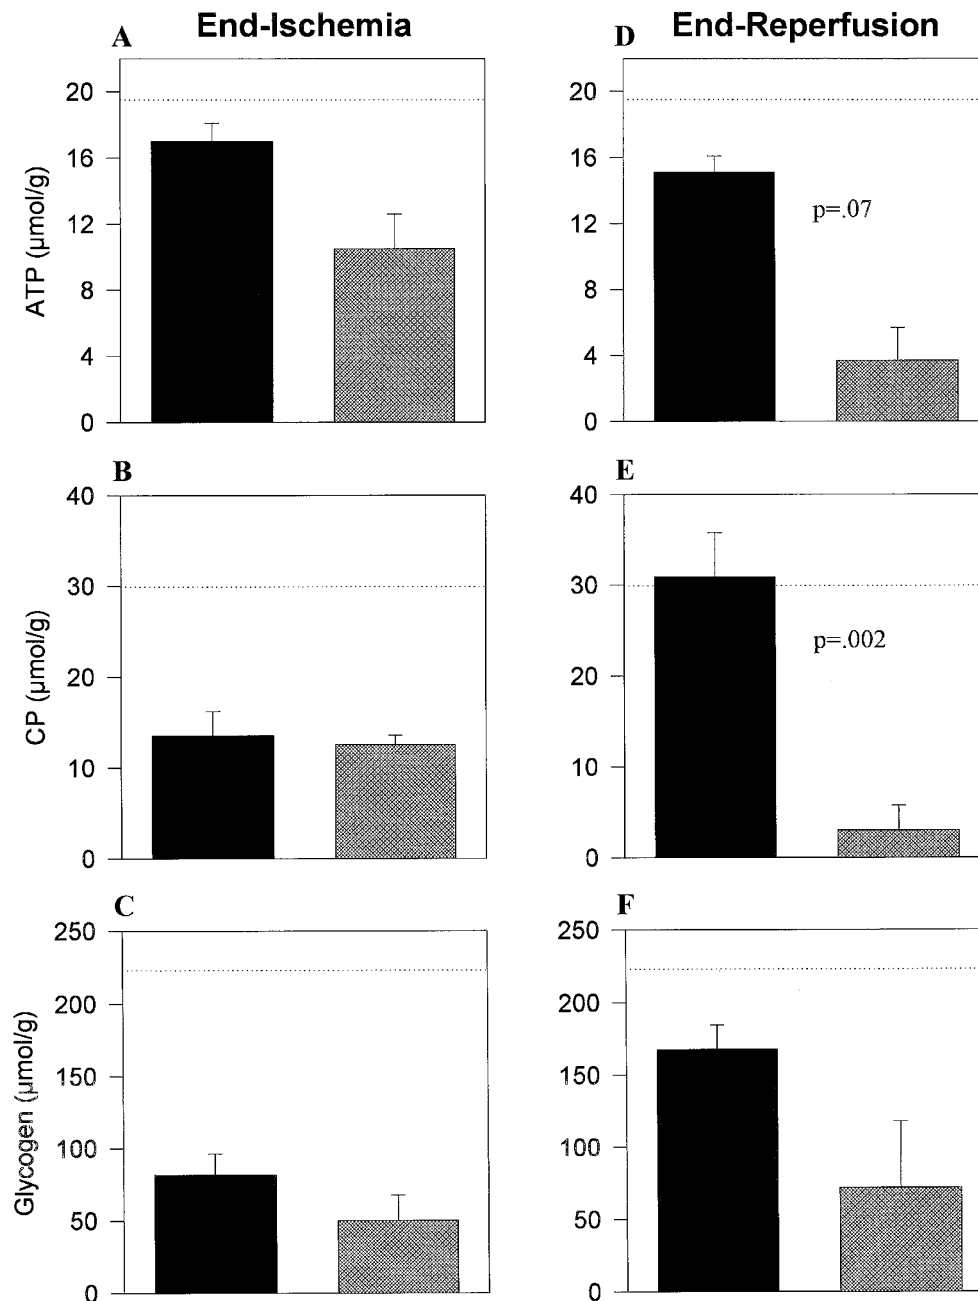 End-Ischemia
End-Reperfusion
A
ATP (µmol/g)
20
16
12
8
4
0
D
20
16
12
8
4
0
p=.07
B
CP (µmol/g)
40
30
20
10
0
E
40
30
20
10
0
p=.002
C
Glycogen (µmol/g)
250
200
150
100
50
0
F
250
200
150
100
50
0